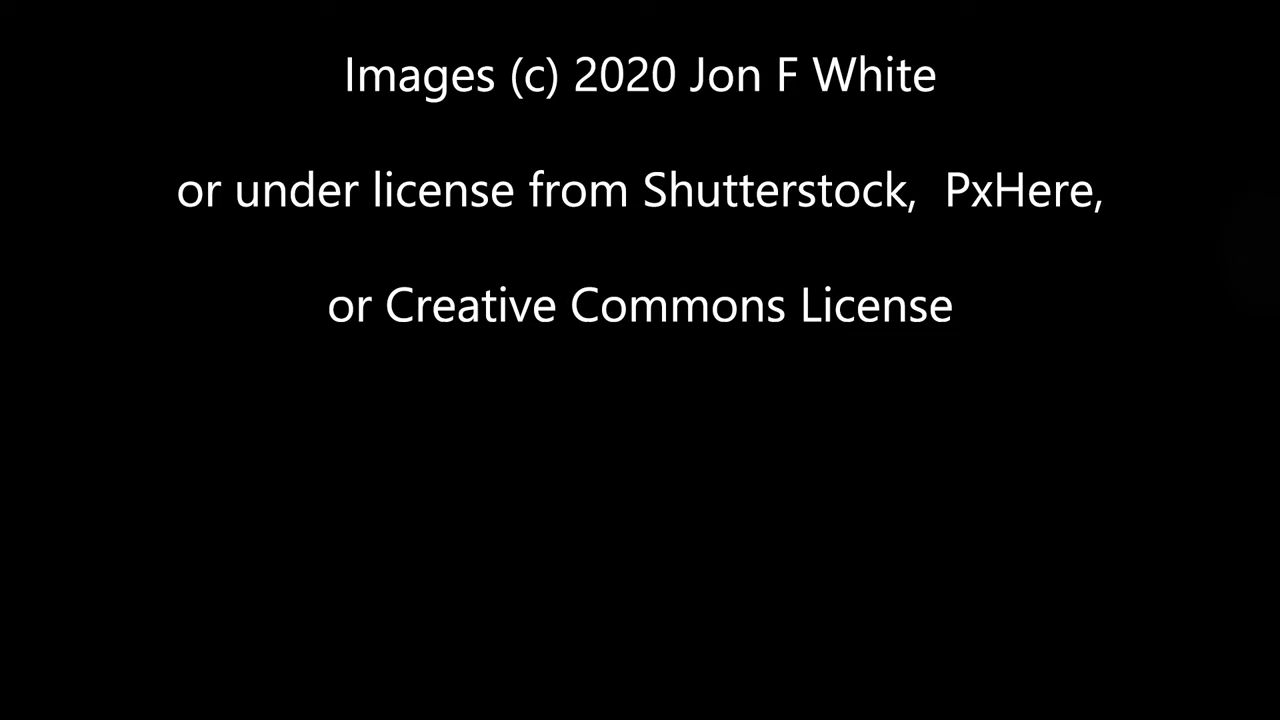 Images (c) 2020 Jon F White
or under license from Shutterstock,  PxHere,
or Creative Commons License